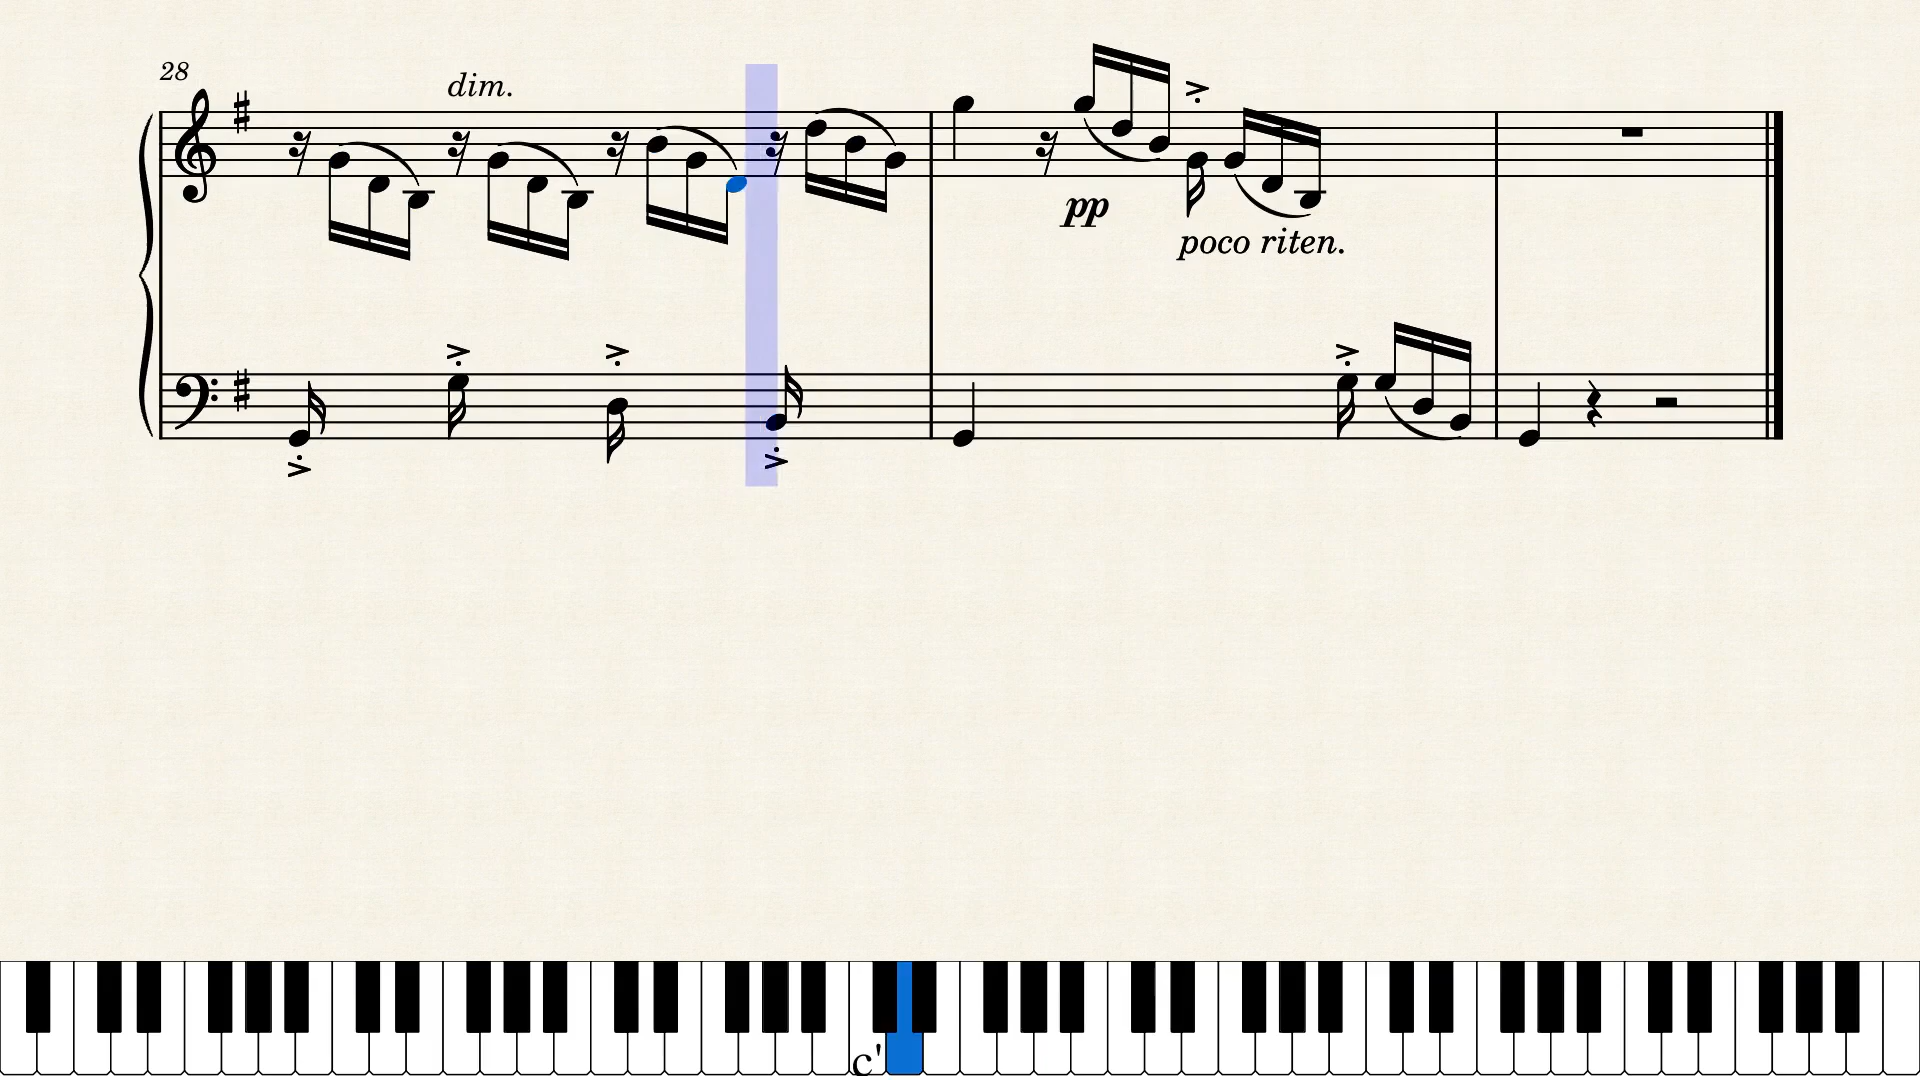 28
dim.
pp
poco riten.
c'